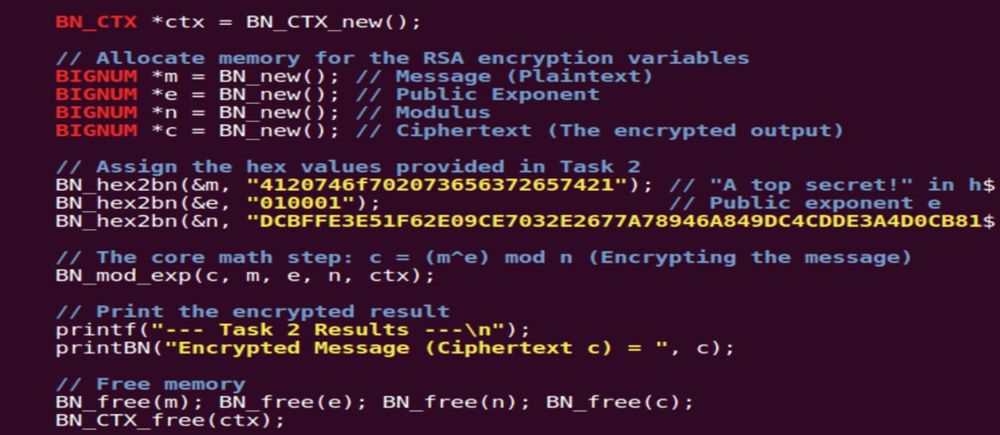 BN_CTX *ctx = BN_CTX_new();
// Allocate memory for the RSA encryption variables
BIGNUM *m = BN_new(); // Message (Plaintext)
BIGNUM *e = BN_new(); // Public Exponent
BIGNUM *n = BN_new(); // Modulus
BIGNUM *c = BN_new(); // Ciphertext (The encrypted output)
// Assign the hex values provided in Task 2
BN_hex2bn(&m, "4120746f702073656372657421"); // "A top secret!" in h$
BN_hex2bn(&e, "010001"); // Public exponent e
BN_hex2bn(&n, "DCBFFE3E51F62E09CE7032E2677A78946A849DC4CDDE3A4D0CB81$
// The core math step: c = (m^e) mod n (Encrypting the message)
BN_mod_exp(c, m, e, n, ctx);
// Print the encrypted result
printf("--- Task 2 Results ---\n");
printBN("Encrypted Message (Ciphertext c) = ", c);
// Free memory
BN_free(m); BN_free(e); BN_free(n); BN_free(c);
BN_CTX_free(ctx);